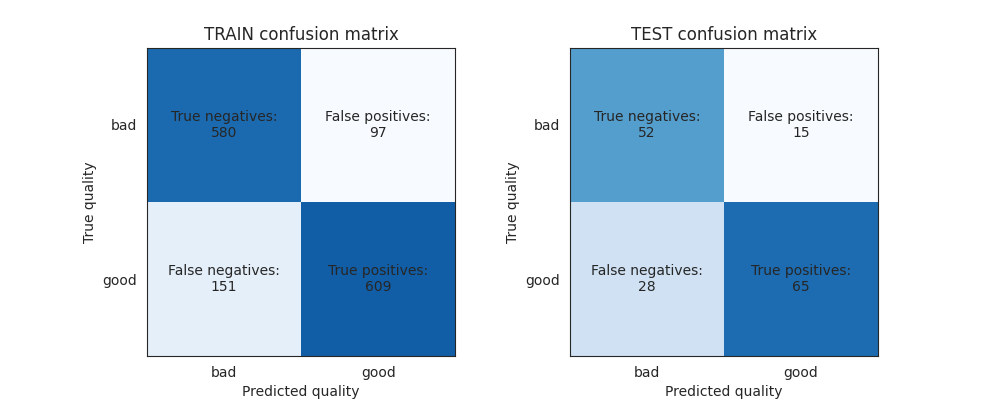 TRAIN confusion matrix
True quality
bad
good
True negatives:
580
False positives:
97
False negatives:
151
True positives:
609
bad
good
Predicted quality
TEST confusion matrix
True quality
bad
good
True negatives:
52
False positives:
15
False negatives:
28
True positives:
65
bad
good
Predicted quality